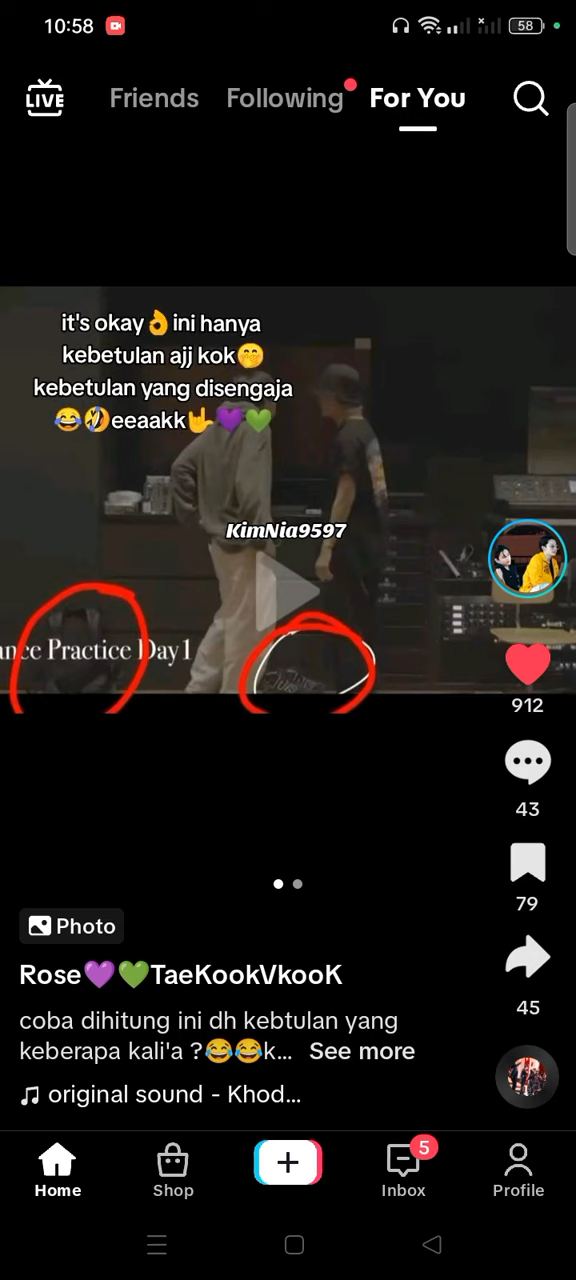 10:58
58
LIVE
Friends
Following
For You
it's okay👌ini hanya
kebetulan ajj kok🤭
kebetulan yang disengaja
😂🤣eeaakk🤟💜💚
KimNia9597
ance Practice Day1
912
43
79
45
Photo
Rose💜💚TaeKooKVkooK
coba dihitung ini dh kebtulan yang
keberapa kali'a ?😂😂k... See more
original sound - Khod...
5
Home
Shop
Inbox
Profile